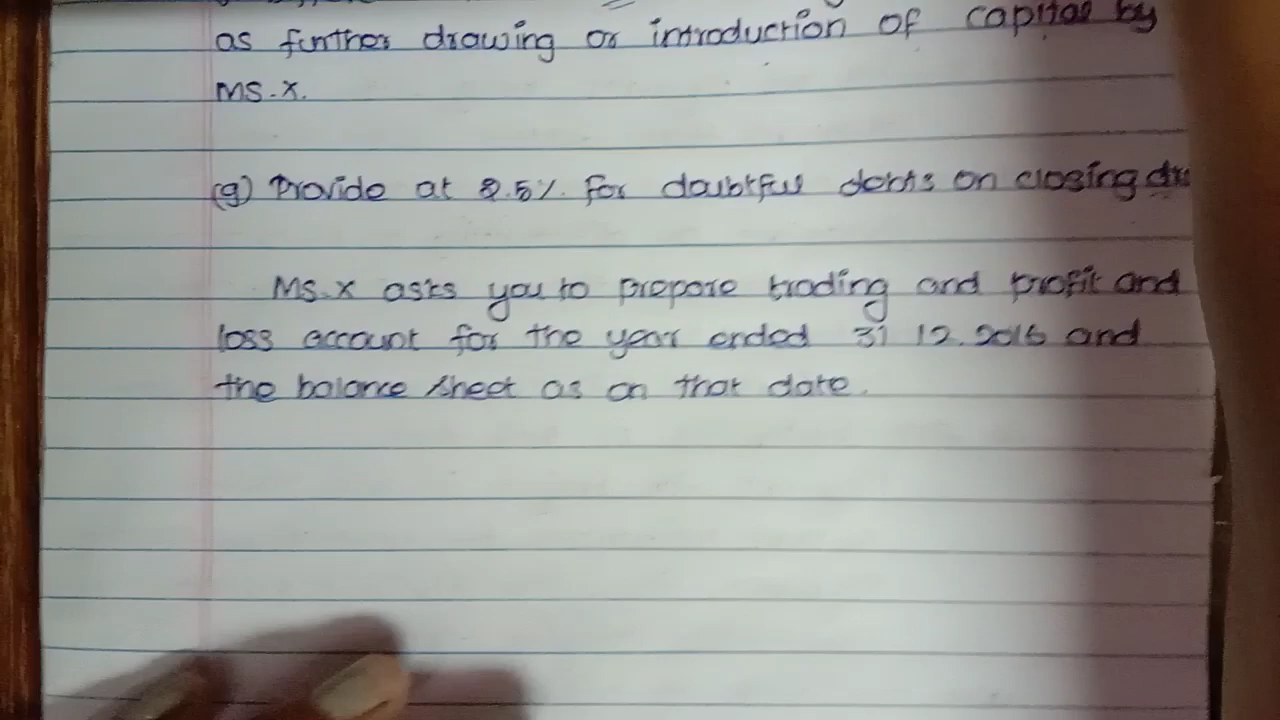 as further drawing or introduction of capital by
MS.X.
(g) Provide at 2.5%. for doubtful debts on closing
Ms.X asks you to prepare trading and profit and
loss account for the year ended 31 12.2016 and
the balance sheet as on that date.